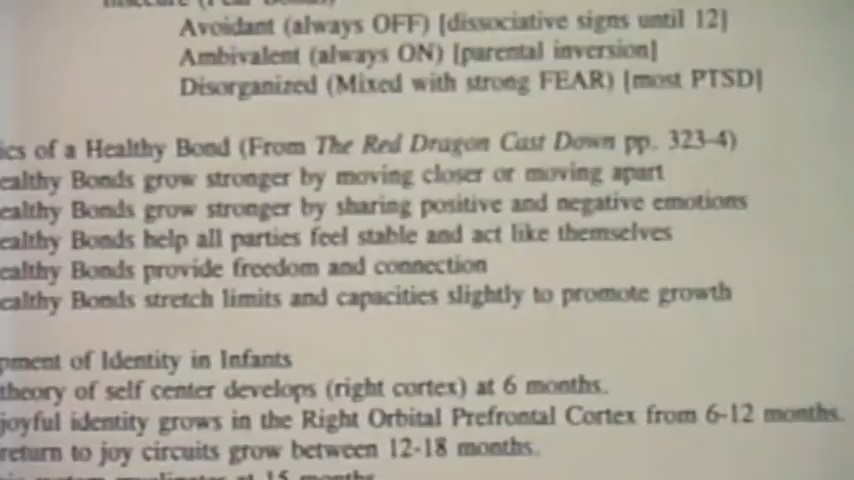 Avoidant (always OFF) [dissociative signs until 12]
Ambivalent (always ON) [parental inversion]
Disorganized (Mixed with strong FEAR) [most PTSD]
ics of a Healthy Bond (From The Red Dragon Cast Down pp. 323-4)
ealthy Bonds grow stronger by moving closer or moving apart
ealthy Bonds grow stronger by sharing positive and negative emotions
ealthy Bonds help all parties feel stable and act like themselves
ealthy Bonds provide freedom and connection
ealthy Bonds stretch limits and capacities slightly to promote growth
pment of Identity in Infants
theory of self center develops (right cortex) at 6 months.
joyful identity grows in the Right Orbital Prefrontal Cortex from 6-12 months.
return to joy circuits grow between 12-18 months.
at 15 months